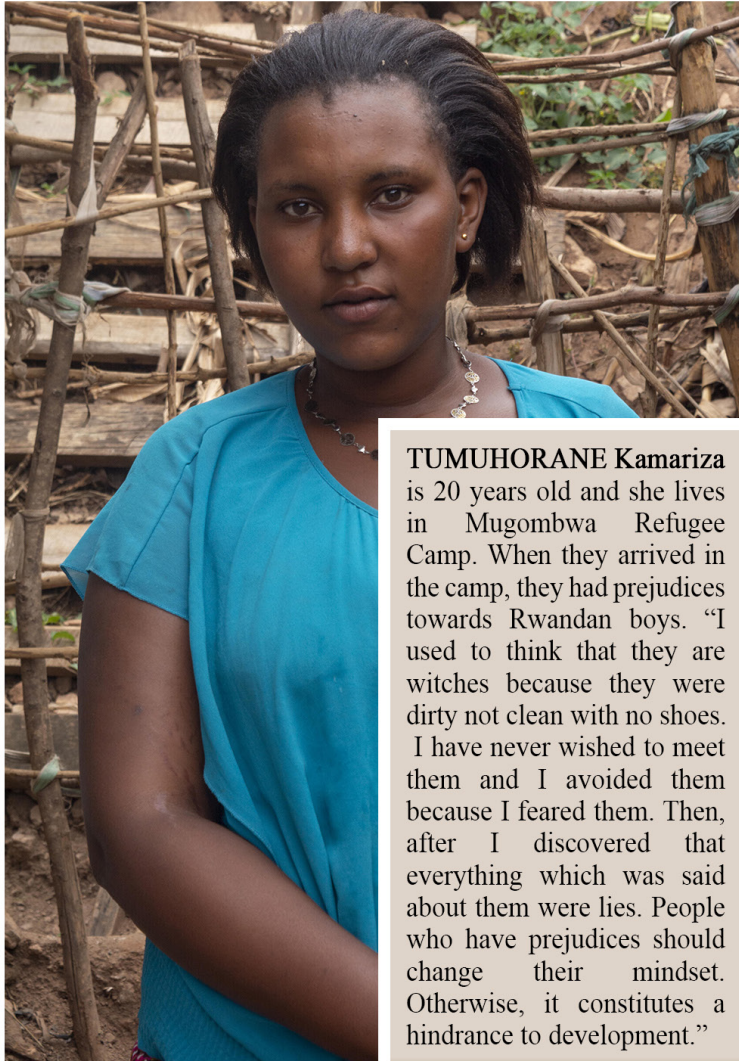 TUMUHORANE Kamariza
is 20 years old and she lives
in Mugombwa Refugee
Camp. When they arrived in
the camp, they had prejudices
towards Rwandan boys. “I
used to think that they are
witches because they were
dirty not clean with no shoes.
I have never wished to meet
them and I avoided them
because I feared them. Then,
after I discovered that
everything which was said
about them were lies. People
who have prejudices should
change their mindset.
Otherwise, it constitutes a
hindrance to development.”